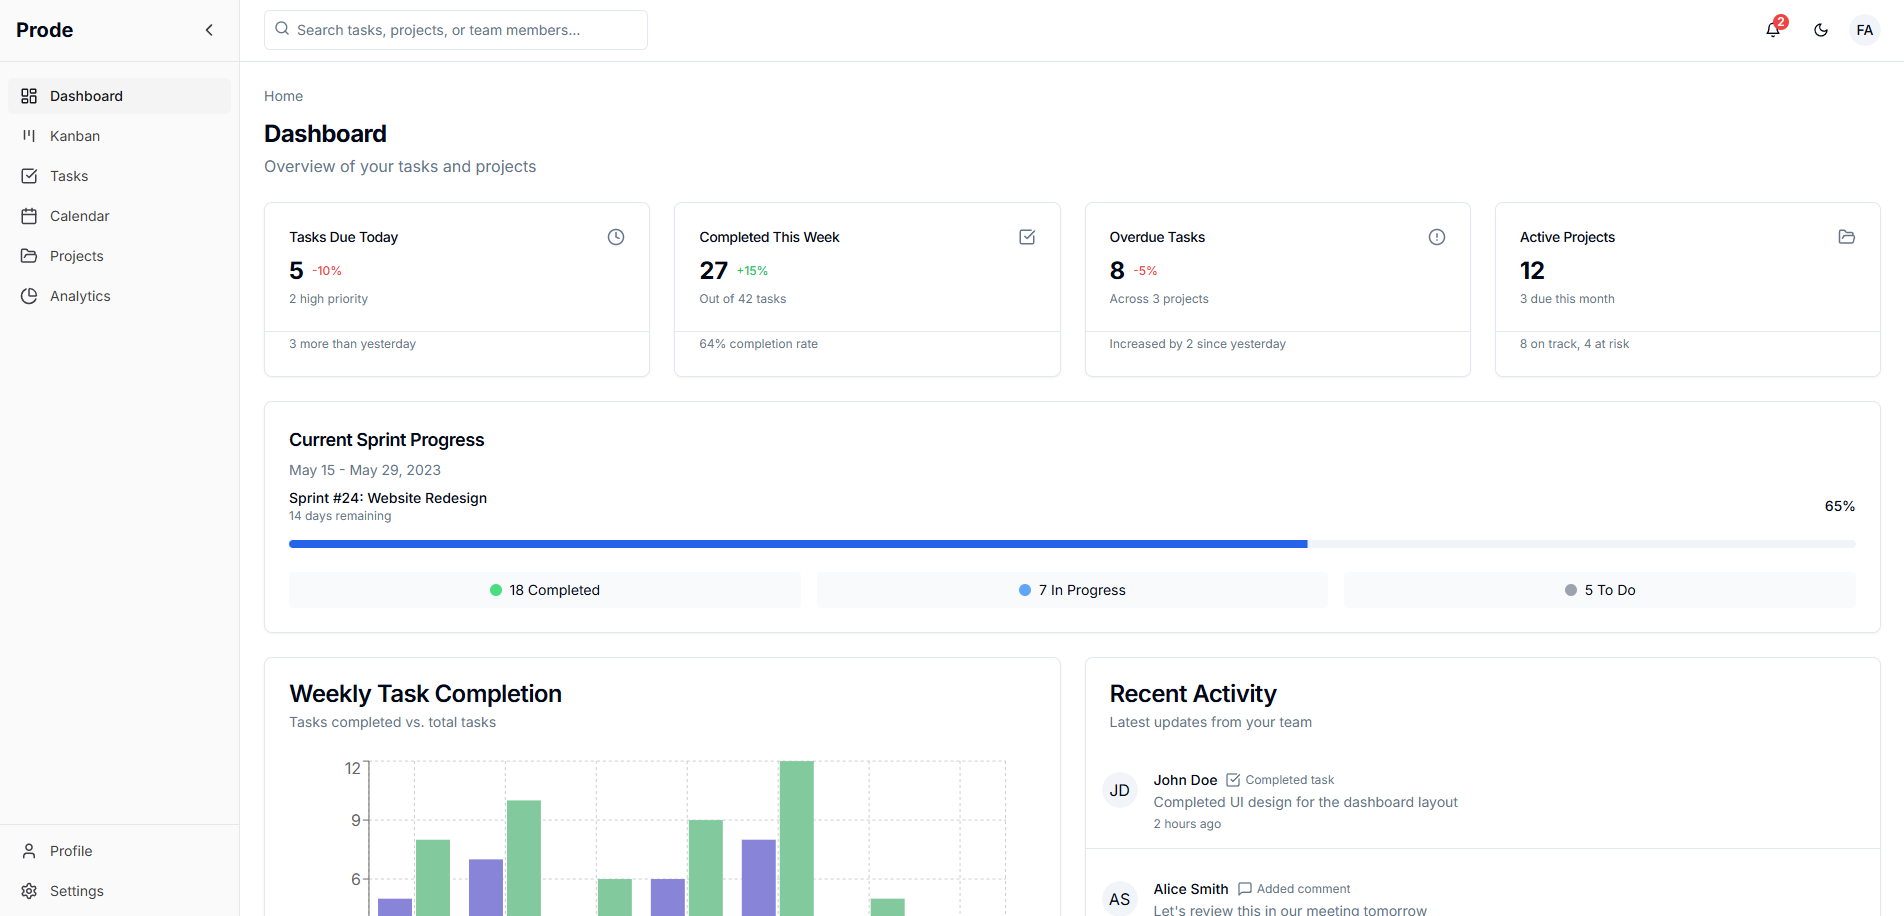 Prode
Search tasks, projects, or team members...
2
FA
Dashboard
Kanban
Tasks
Calendar
Projects
Analytics
Profile
Settings
Home
Dashboard
Overview of your tasks and projects
Tasks Due Today
5 -10%
2 high priority
3 more than yesterday
Completed This Week
27 +15%
Out of 42 tasks
64% completion rate
Overdue Tasks
8 -5%
Across 3 projects
Increased by 2 since yesterday
Active Projects
12
3 due this month
8 on track, 4 at risk
Current Sprint Progress
May 15 - May 29, 2023
Sprint #24: Website Redesign
14 days remaining
65%
18 Completed
7 In Progress
5 To Do
Weekly Task Completion
Tasks completed vs. total tasks
12
9
6
Recent Activity
Latest updates from your team
JD
John Doe Completed task
Completed UI design for the dashboard layout
2 hours ago
AS
Alice Smith Added comment
Let's review this in our meeting tomorrow